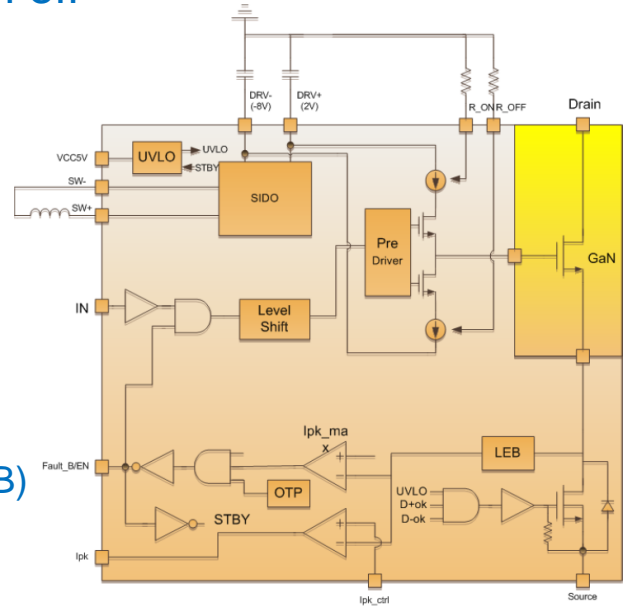 DRV-
(-8V)
DRV+
(2V)
R_ON
R_OFF
Drain
VCC5V
UVLO
UVLO
STBY
SW-
SW+
SIDO
Pre
Driver
GaN
IN
Level
Shift
Ipk_ma
x
LEB
B)
Fault_B/EN
OTP
UVLO
D+ok
D-ok
STBY
Ipk
Ipk_ctrl
Source